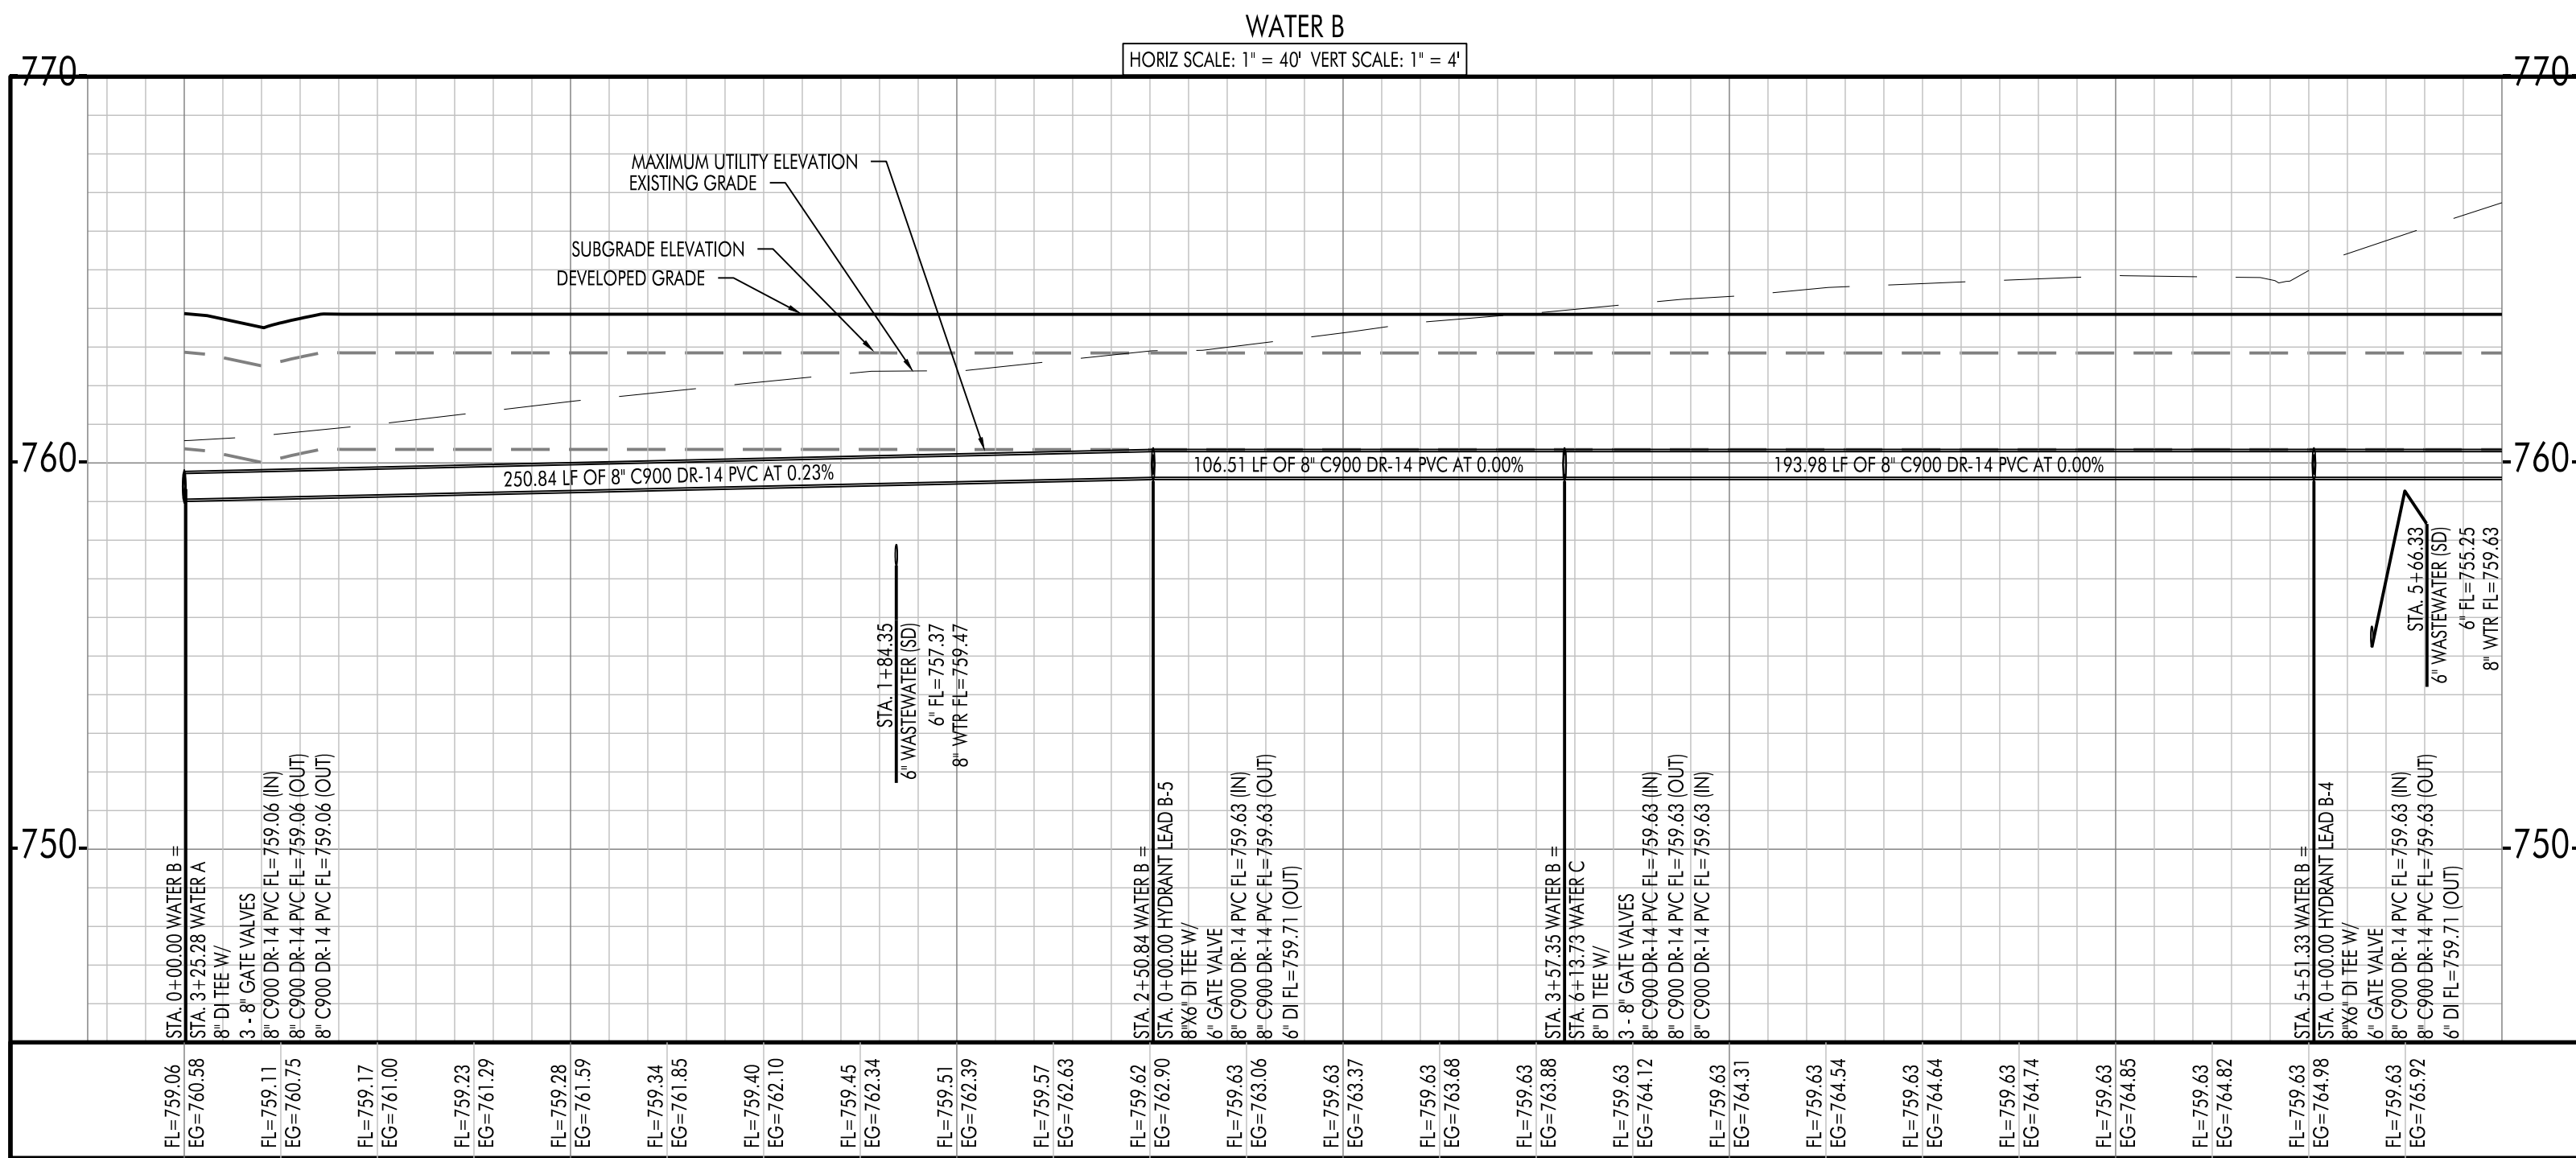 WATER B
HORIZ SCALE: 1" = 40' VERT SCALE: 1" = 4'
770
770
MAXIMUM UTILITY ELEVATION
EXISTING GRADE
SUBGRADE ELEVATION
DEVELOPED GRADE
760
760
250.84 LF OF 8" C900 DR-14 PVC AT 0.23%
106.51 LF OF 8" C900 DR-14 PVC AT 0.00%
193.98 LF OF 8" C900 DR-14 PVC AT 0.00%
750
750
STA. 0+00.00 WATER B =
STA. 3+25.28 WATER A
8" DI TEE W/
3 - 8" GATE VALVES
8" C900 DR-14 PVC FL=759.06 (IN)
8" C900 DR-14 PVC FL=759.06 (OUT)
8" C900 DR-14 PVC FL=759.06 (OUT)
STA. 1+84.35
6" WASTEWATER (SD)
6" FL=757.37
8" WTR FL=759.47
STA. 2+50.84 WATER B =
STA. 0+00.00 HYDRANT LEAD B-5
8"X6" DI TEE W/
6" GATE VALVE
8" C900 DR-14 PVC FL=759.63 (IN)
8" C900 DR-14 PVC FL=759.63 (OUT)
6" DI FL=759.71 (OUT)
STA. 3+57.35 WATER B =
STA. 6+13.73 WATER C
8" DI TEE W/
3 - 8" GATE VALVES
8" C900 DR-14 PVC FL=759.63 (IN)
8" C900 DR-14 PVC FL=759.63 (OUT)
8" C900 DR-14 PVC FL=759.63 (IN)
STA. 5+51.33 WATER B =
STA. 0+00.00 HYDRANT LEAD B-4
8"X6" DI TEE W/
6" GATE VALVE
8" C900 DR-14 PVC FL=759.63 (IN)
8" C900 DR-14 PVC FL=759.63 (OUT)
6" DI FL=759.71 (OUT)
STA. 5+66.33
6" WASTEWATER (SD)
6" FL=755.25
8" WTR FL=759.63
FL=759.06
EG=760.58
FL=759.11
EG=760.75
FL=759.17
EG=761.00
FL=759.23
EG=761.29
FL=759.28
EG=761.59
FL=759.34
EG=761.85
FL=759.40
EG=762.10
FL=759.45
EG=762.34
FL=759.51
EG=762.39
FL=759.57
EG=762.63
FL=759.62
EG=762.90
FL=759.63
EG=763.06
FL=759.63
EG=763.37
FL=759.63
EG=763.68
FL=759.63
EG=763.88
FL=759.63
EG=764.12
FL=759.63
EG=764.31
FL=759.63
EG=764.54
FL=759.63
EG=764.64
FL=759.63
EG=764.74
FL=759.63
EG=764.85
FL=759.63
EG=764.82
FL=759.63
EG=764.98
FL=759.63
EG=765.92